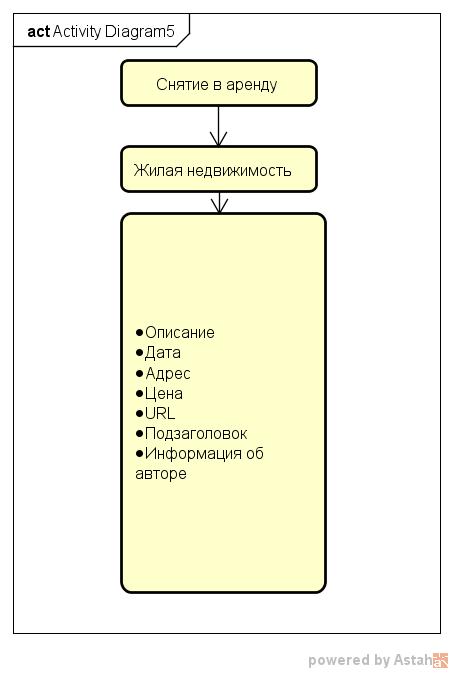 act Activity Diagram5
Снятие в аренду
Жилая недвижимость
●Описание
●Дата
●Адрес
●Цена
●URL
●Подзаголовок
●Информация об
авторе
powered by Astah